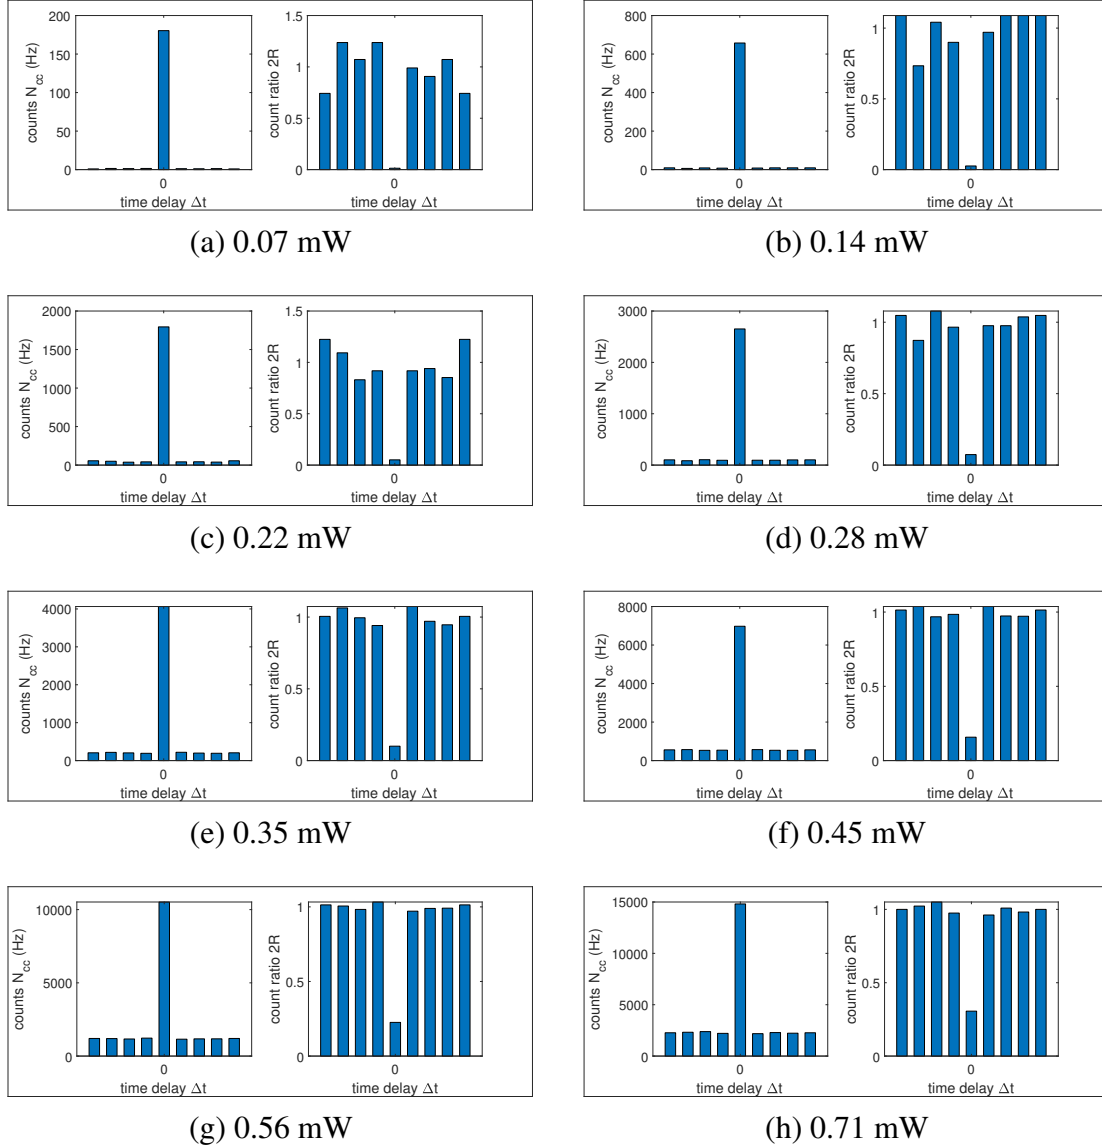 counts N_cc (Hz)
200
150
100
50
0
0
time delay Δt
count ratio 2R
1.5
1
0.5
0
0
time delay Δt
(a) 0.07 mW
counts N_cc (Hz)
800
600
400
200
0
0
time delay Δt
count ratio 2R
1
0.5
0
0
time delay Δt
(b) 0.14 mW
counts N_cc (Hz)
2000
1500
1000
500
0
0
time delay Δt
count ratio 2R
1.5
1
0.5
0
0
time delay Δt
(c) 0.22 mW
counts N_cc (Hz)
3000
2000
1000
0
0
time delay Δt
count ratio 2R
1
0.5
0
0
time delay Δt
(d) 0.28 mW
counts N_cc (Hz)
4000
3000
2000
1000
0
0
time delay Δt
count ratio 2R
1
0.5
0
0
time delay Δt
(e) 0.35 mW
counts N_cc (Hz)
8000
6000
4000
2000
0
0
time delay Δt
count ratio 2R
1
0.5
0
0
time delay Δt
(f) 0.45 mW
counts N_cc (Hz)
10000
5000
0
0
time delay Δt
count ratio 2R
1
0.5
0
0
time delay Δt
(g) 0.56 mW
counts N_cc (Hz)
15000
10000
5000
0
0
time delay Δt
count ratio 2R
1
0.5
0
0
time delay Δt
(h) 0.71 mW